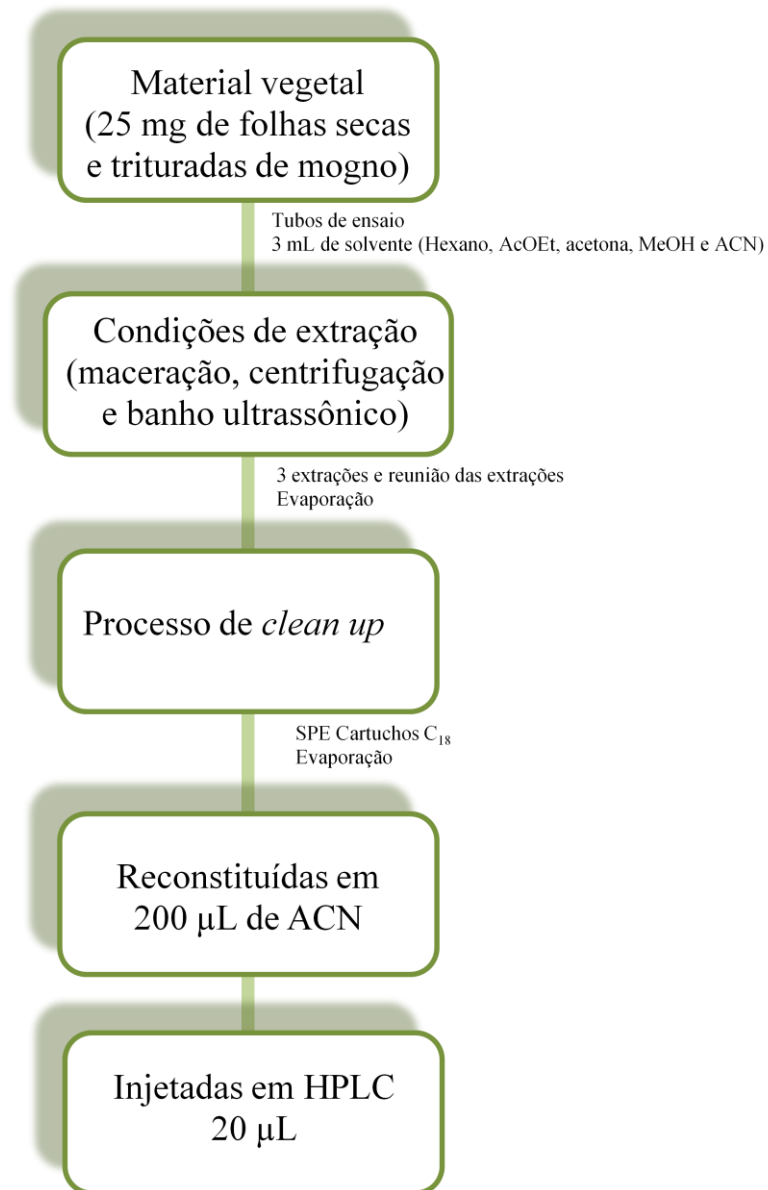 Material vegetal
(25 mg de folhas secas
e trituradas de mogno)
Tubos de ensaio
3 mL de solvente (Hexano, AcOEt, acetona, MeOH e ACN)
Condições de extração
(maceração, centrifugação
e banho ultrassônico)
3 extrações e reunião das extrações
Evaporação
Processo de clean up
SPE Cartuchos C₁₈
Evaporação
Reconstituídas em
200 µL de ACN
Injetadas em HPLC
20 µL